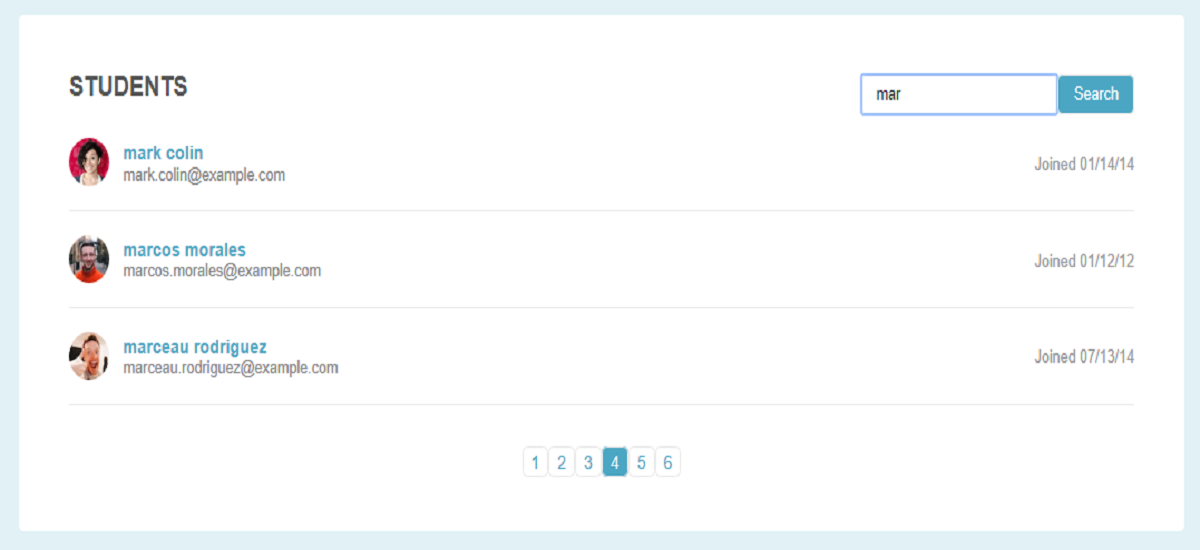 STUDENTS
mar
Search
mark colin
mark.colin@example.com
Joined 01/14/14
marcos morales
marcos.morales@example.com
Joined 01/12/12
marceau rodriguez
marceau.rodriguez@example.com
Joined 07/13/14
1 2 3 4 5 6